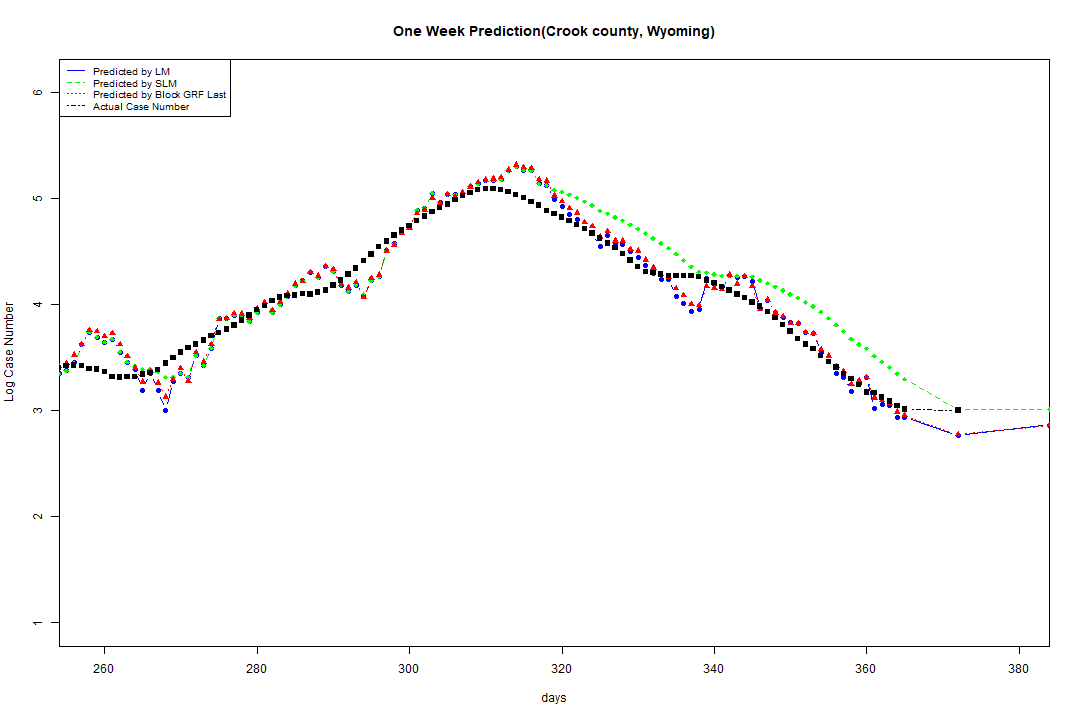 One Week Prediction(Crook county, Wyoming)
Predicted by LM
Predicted by SLM
Predicted by Block GRF Last
Actual Case Number
Log Case Number
6
5
4
3
2
1
260 280 300 320 340 360 380
days